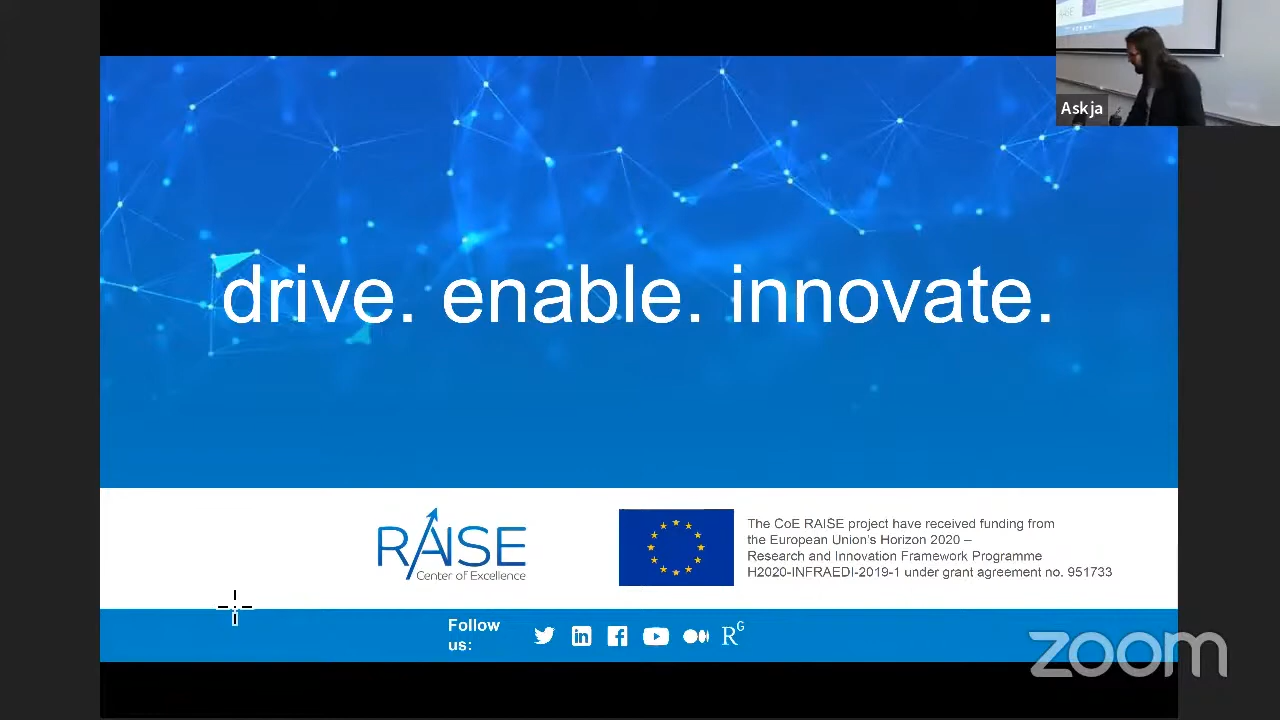 Askja
drive. enable. innovate.
RAISE
Center of Excellence
The CoE RAISE project have received funding from
the European Union's Horizon 2020 –
Research and Innovation Framework Programme
H2020-INFRAEDI-2019-1 under grant agreement no. 951733
Follow
us:
in
f
RG
zoom